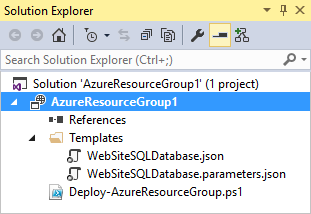 Solution Explorer
Search Solution Explorer (Ctrl+;)
Solution 'AzureResourceGroup1' (1 project)
AzureResourceGroup1
References
Templates
WebSiteSQLDatabase.json
WebSiteSQLDatabase.parameters.json
Deploy-AzureResourceGroup.ps1